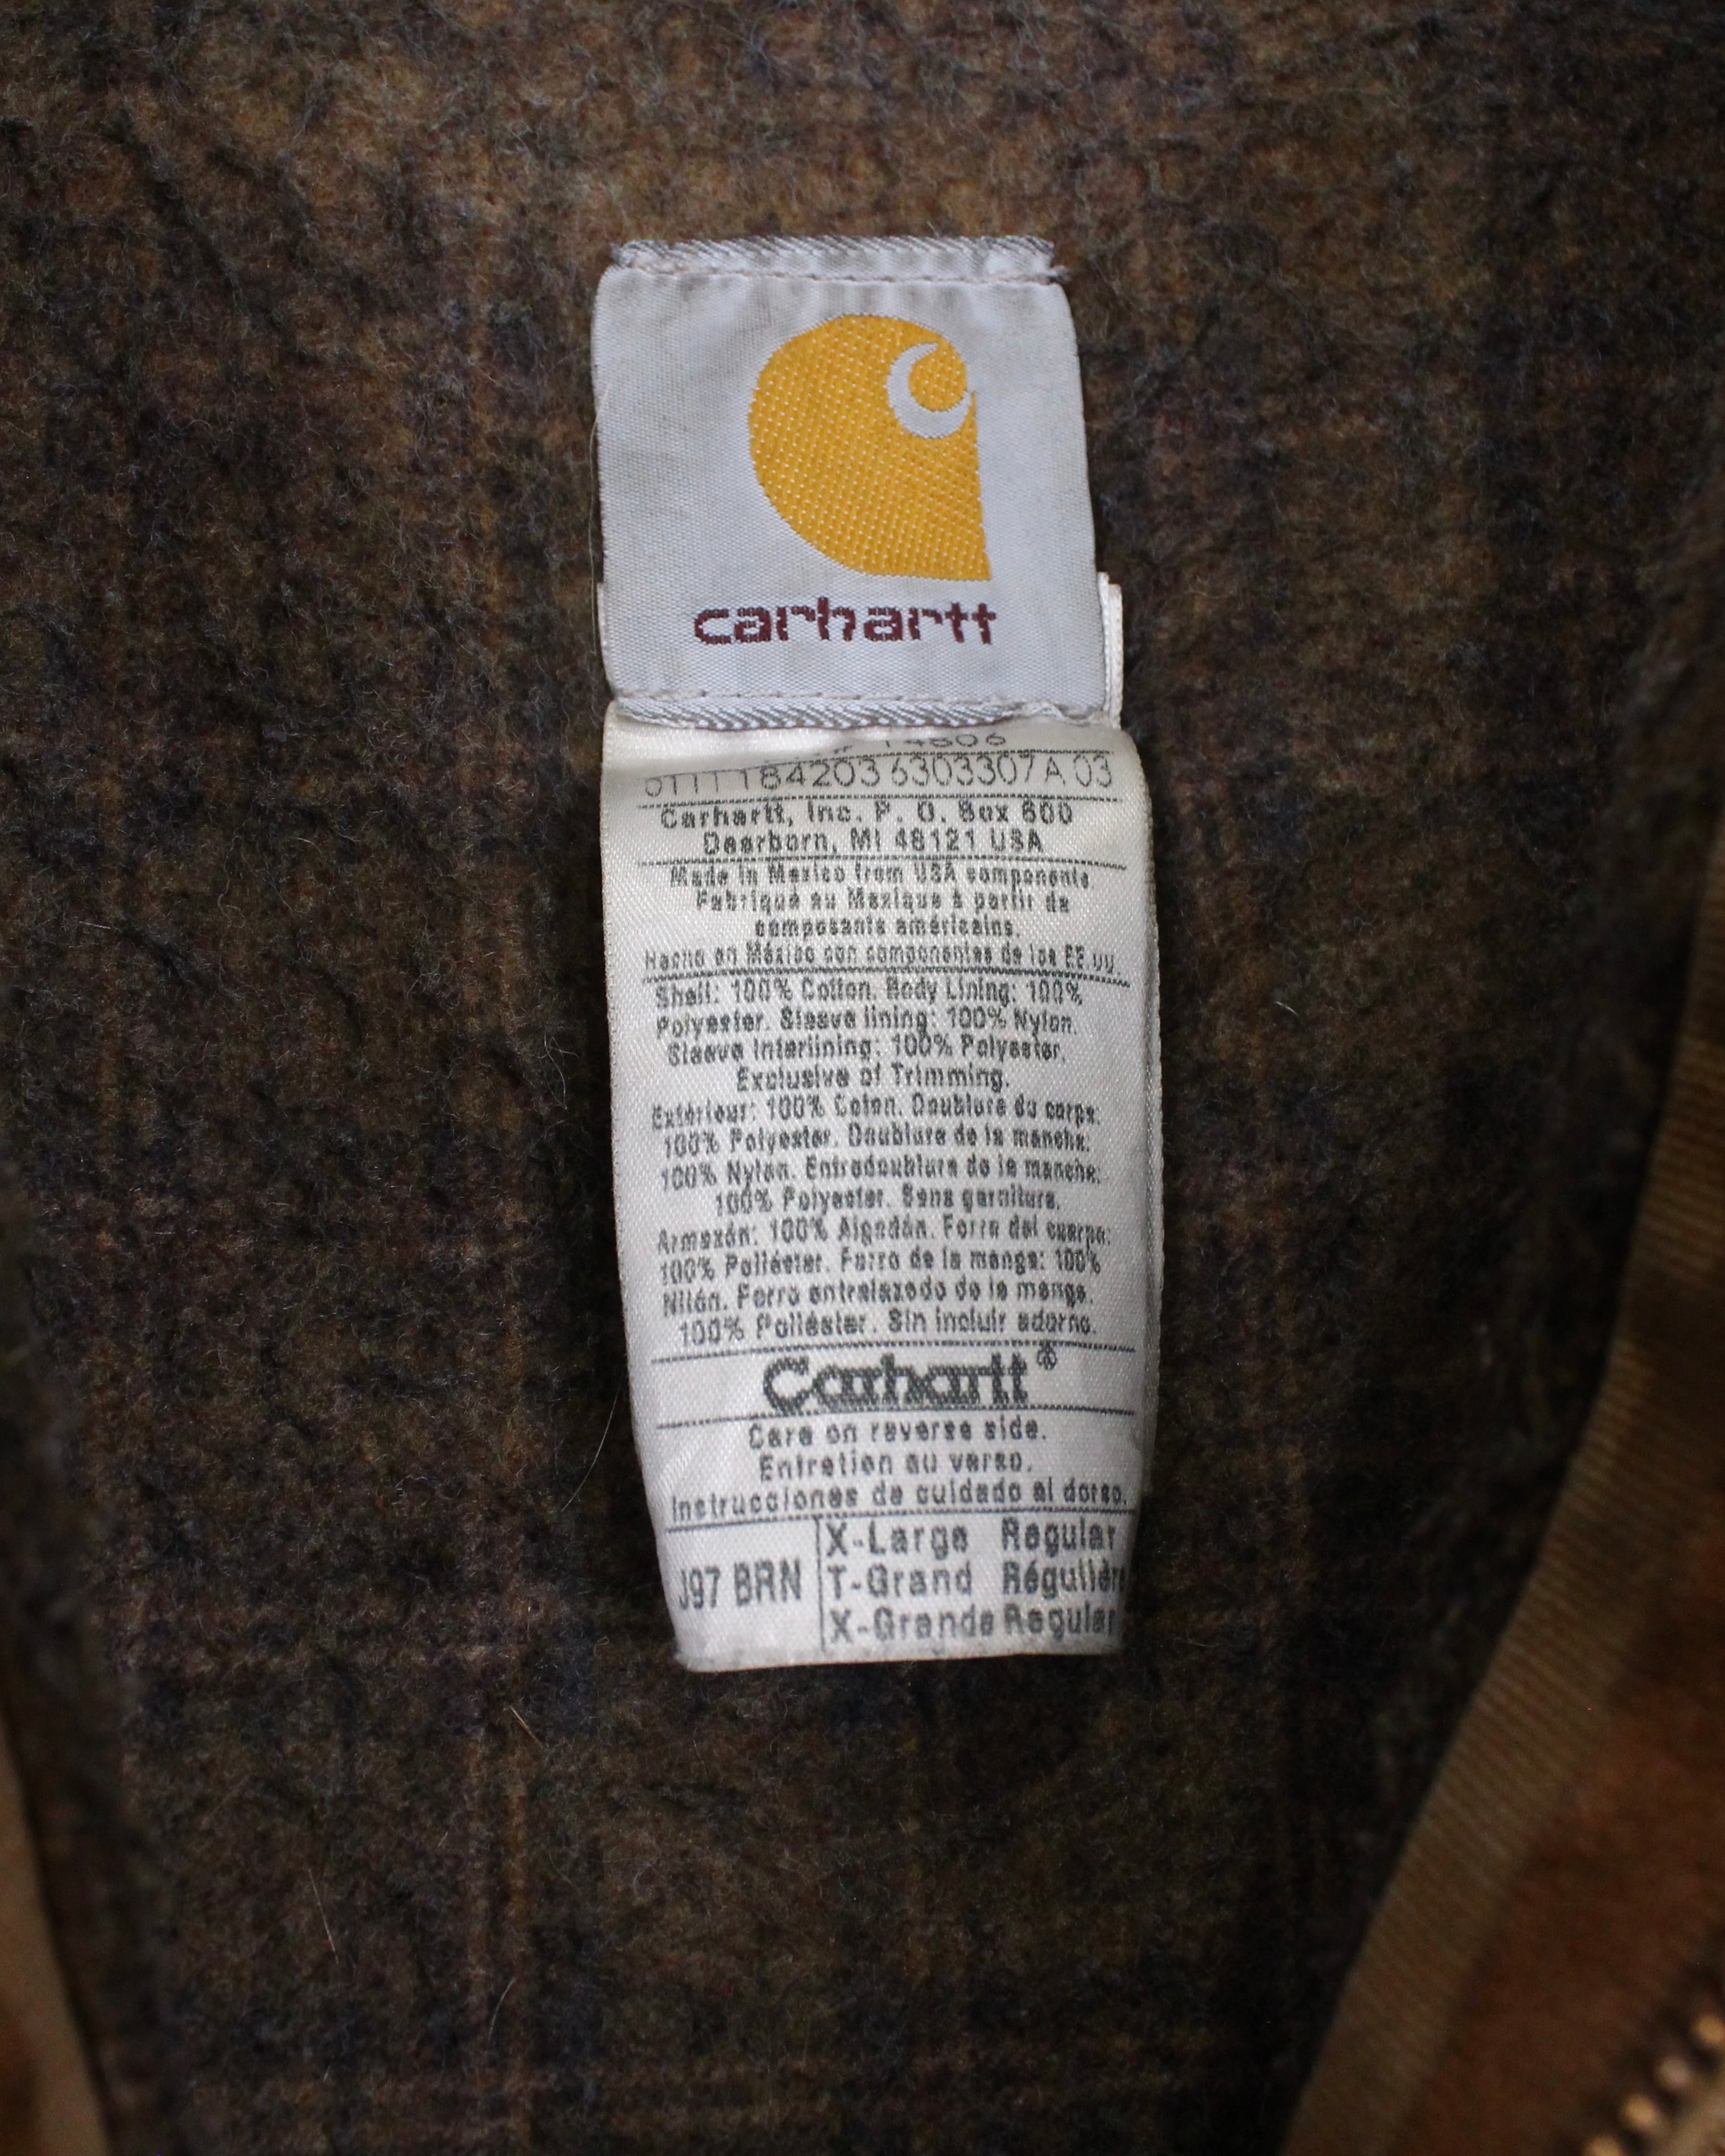 carhartt
14806
01111842036303307A 03
Carhartt, Inc. P. O. Box 600
Dearborn, MI 48121 USA
Made in Mexico from USA components.
Fabriqué au Mexique à partir de
composants américains.
Hecho en México con componentes de los EE.UU.
Shell: 100% Cotton. Body Lining: 100%
Polyester. Sleeve lining: 100% Nylon.
Sleeve Interlining: 100% Polyester.
Exclusive of Trimming.
Extérieur: 100% Coton. Doublure du corps:
100% Polyester. Doublure de la manche:
100% Nylon. Entredoublure de la manche:
100% Polyester. Sans garniture.
Armazón: 100% Algodón. Forro del cuerpo:
100% Poliéster. Forro de la manga: 100%
Nilón. Forro entrelazado de la manga.
100% Poliéster. Sin incluir adorno.
Carhartt®
Care on reverse side.
Entretien au verso.
Instrucciones de cuidado al dorso.
J97 BRN
X-Large Regular
T-Grand Régulière
X-Grande Regular